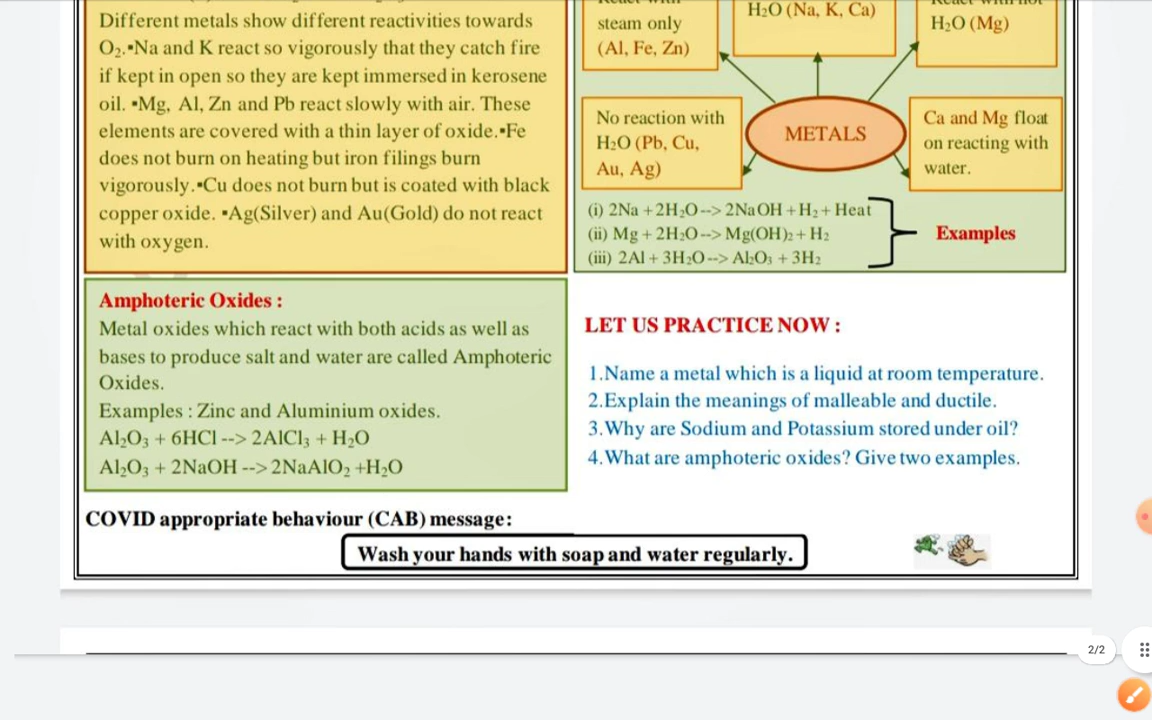 Different metals show different reactivities towards
O₂.▪Na and K react so vigorously that they catch fire
if kept in open so they are kept immersed in kerosene
oil. ▪Mg, Al, Zn and Pb react slowly with air. These
elements are covered with a thin layer of oxide.▪Fe
does not burn on heating but iron filings burn
vigorously.▪Cu does not burn but is coated with black
copper oxide. ▪Ag(Silver) and Au(Gold) do not react
with oxygen.
steam only
(Al, Fe, Zn)
H₂O (Na, K, Ca)
H₂O (Mg)
No reaction with
H₂O (Pb, Cu,
Au, Ag)
METALS
Ca and Mg float
on reacting with
water.
(i) 2Na + 2H₂O --> 2NaOH + H₂ + Heat
(ii) Mg + 2H₂O --> Mg(OH)₂ + H₂
(iii) 2Al + 3H₂O --> Al₂O₃ + 3H₂
Examples
Amphoteric Oxides :
Metal oxides which react with both acids as well as
bases to produce salt and water are called Amphoteric
Oxides.
Examples : Zinc and Aluminium oxides.
Al₂O₃ + 6HCl --> 2AlCl₃ + H₂O
Al₂O₃ + 2NaOH --> 2NaAlO₂ +H₂O
LET US PRACTICE NOW :
1.Name a metal which is a liquid at room temperature.
2.Explain the meanings of malleable and ductile.
3.Why are Sodium and Potassium stored under oil?
4.What are amphoteric oxides? Give two examples.
COVID appropriate behaviour (CAB) message:
Wash your hands with soap and water regularly.
2/2